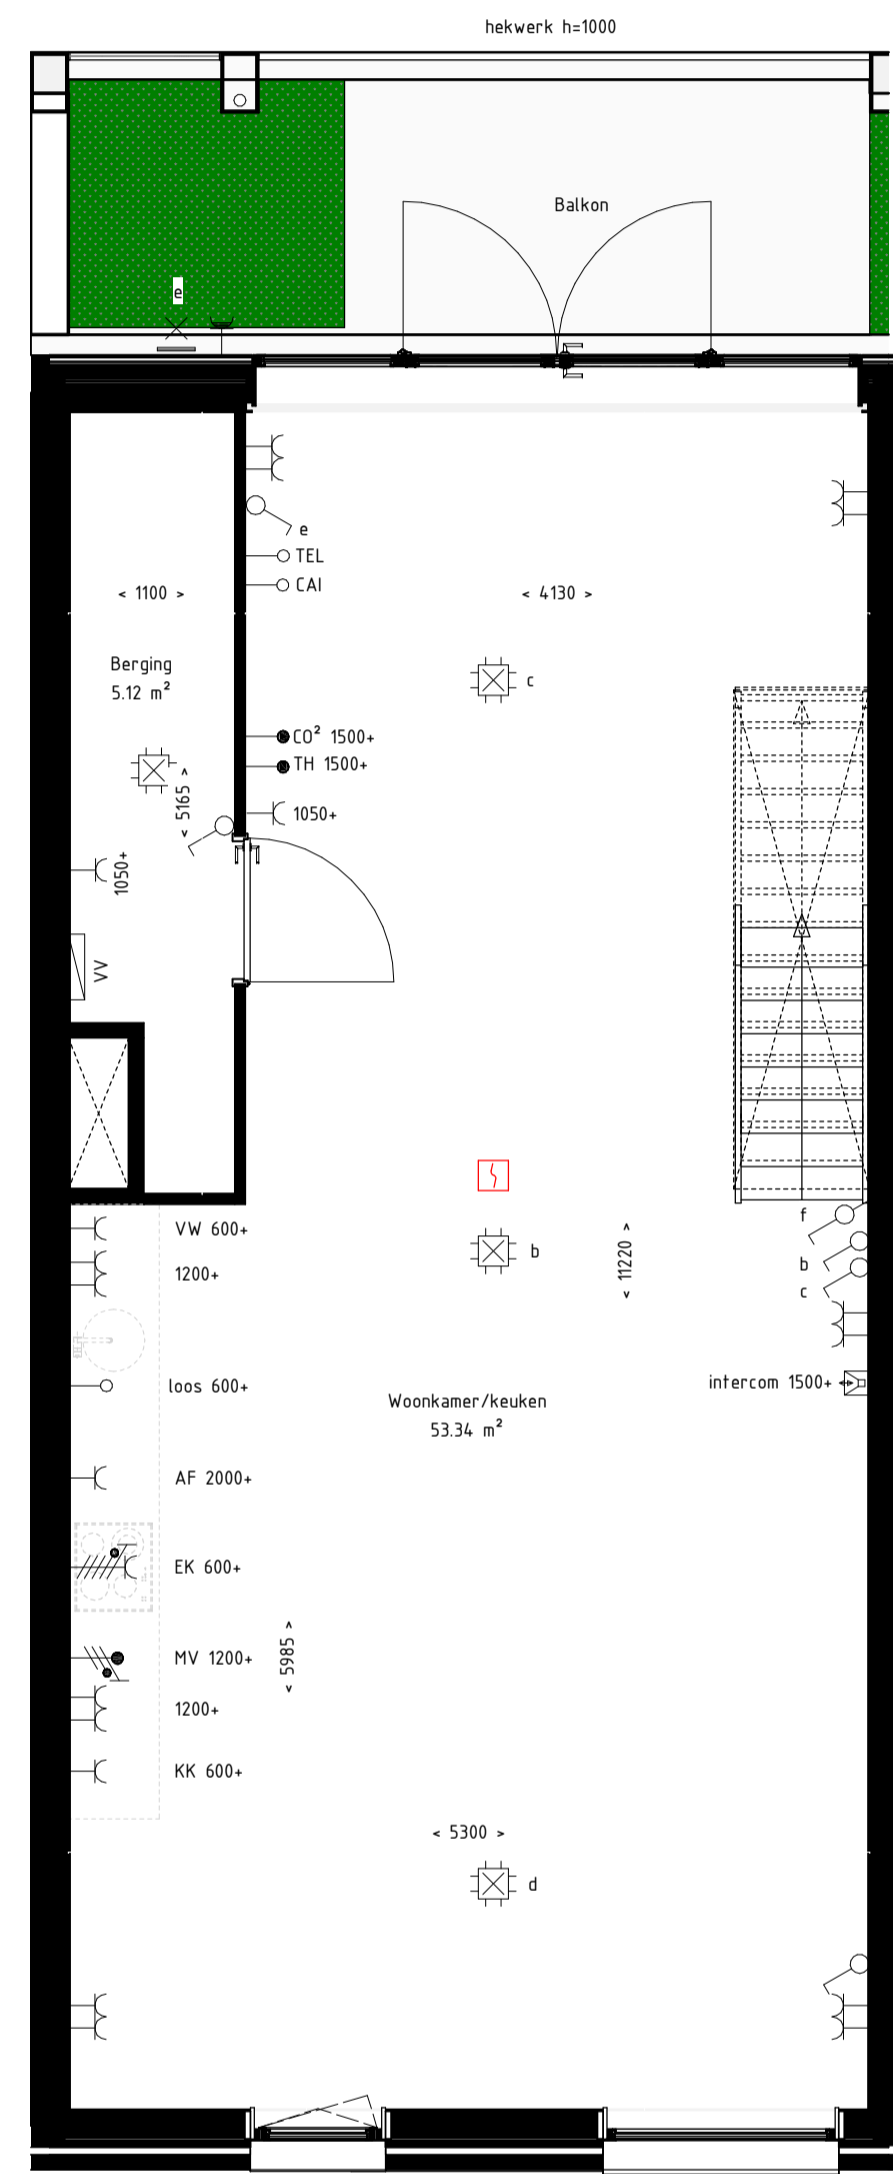 hekwerk h=1000
Balkon
e
e
TEL
CAI
< 1100 >
< 4130 >
Berging
5.12 m²
c
CO² 1500+
TH 1500+
< 5165 >
1050+
1050+
VV
f
VW 600+
b
< 11220 >
b
1200+
c
intercom 1500+
loos 600+
Woonkamer/keuken
53.34 m²
AF 2000+
EK 600+
MV 1200+
< 5985 >
1200+
KK 600+
< 5300 >
d